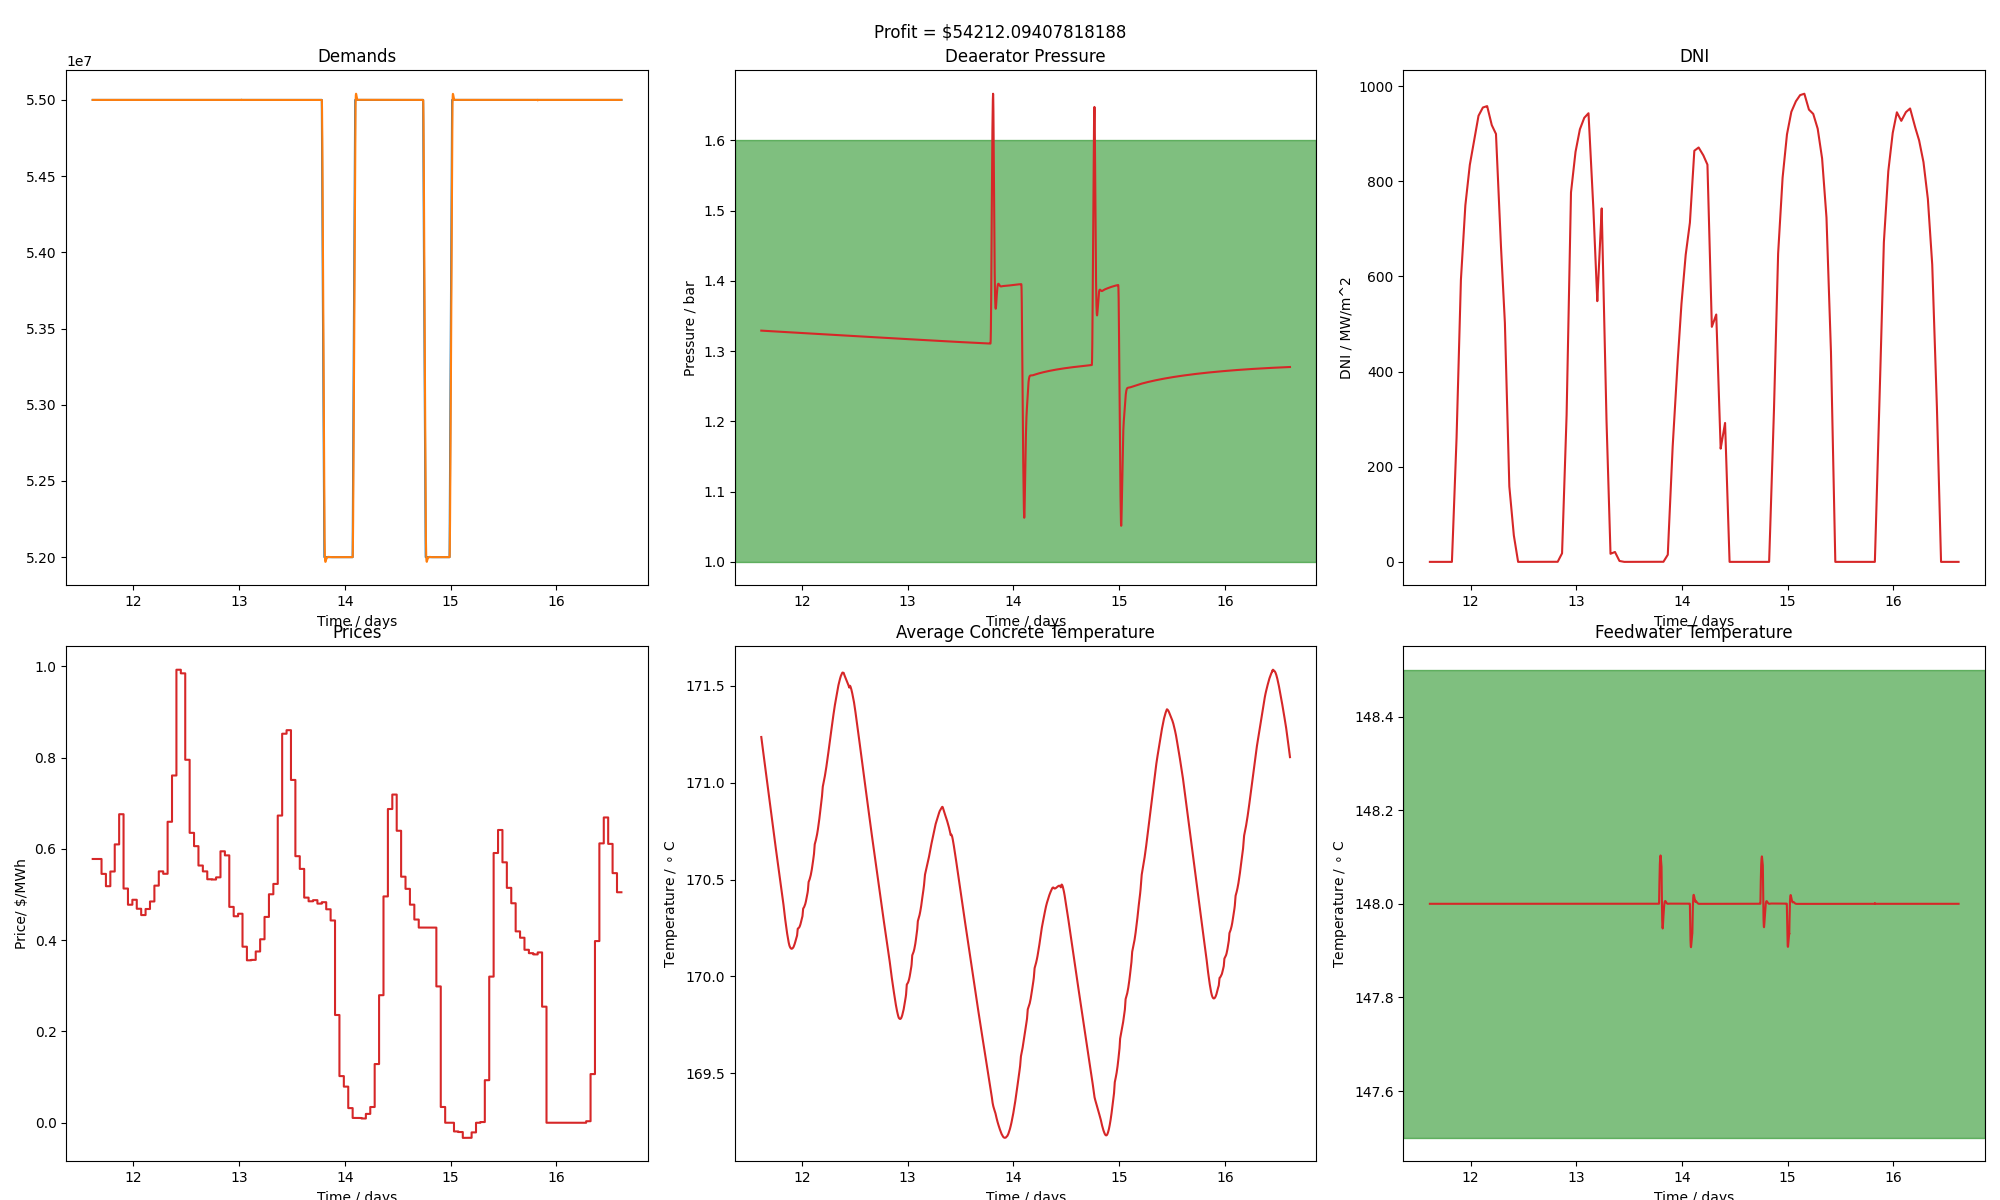 Profit = $54212.09407818188
Demands
1e7
5.50
5.45
5.40
5.35
5.30
5.25
5.20
12 13 14 15 16
Time / days
Deaerator Pressure
Pressure / bar
1.6
1.5
1.4
1.3
1.2
1.1
1.0
12 13 14 15 16
Time / days
DNI
DNI / MW/m^2
1000
800
600
400
200
0
12 13 14 15 16
Time / days
Prices
Price/ $/MWh
1.0
0.8
0.6
0.4
0.2
0.0
12 13 14 15 16
Time / days
Average Concrete Temperature
Temperature / ∘ C
171.5
171.0
170.5
170.0
169.5
12 13 14 15 16
Time / days
Feedwater Temperature
Temperature / ∘ C
148.4
148.2
148.0
147.8
147.6
12 13 14 15 16
Time / days